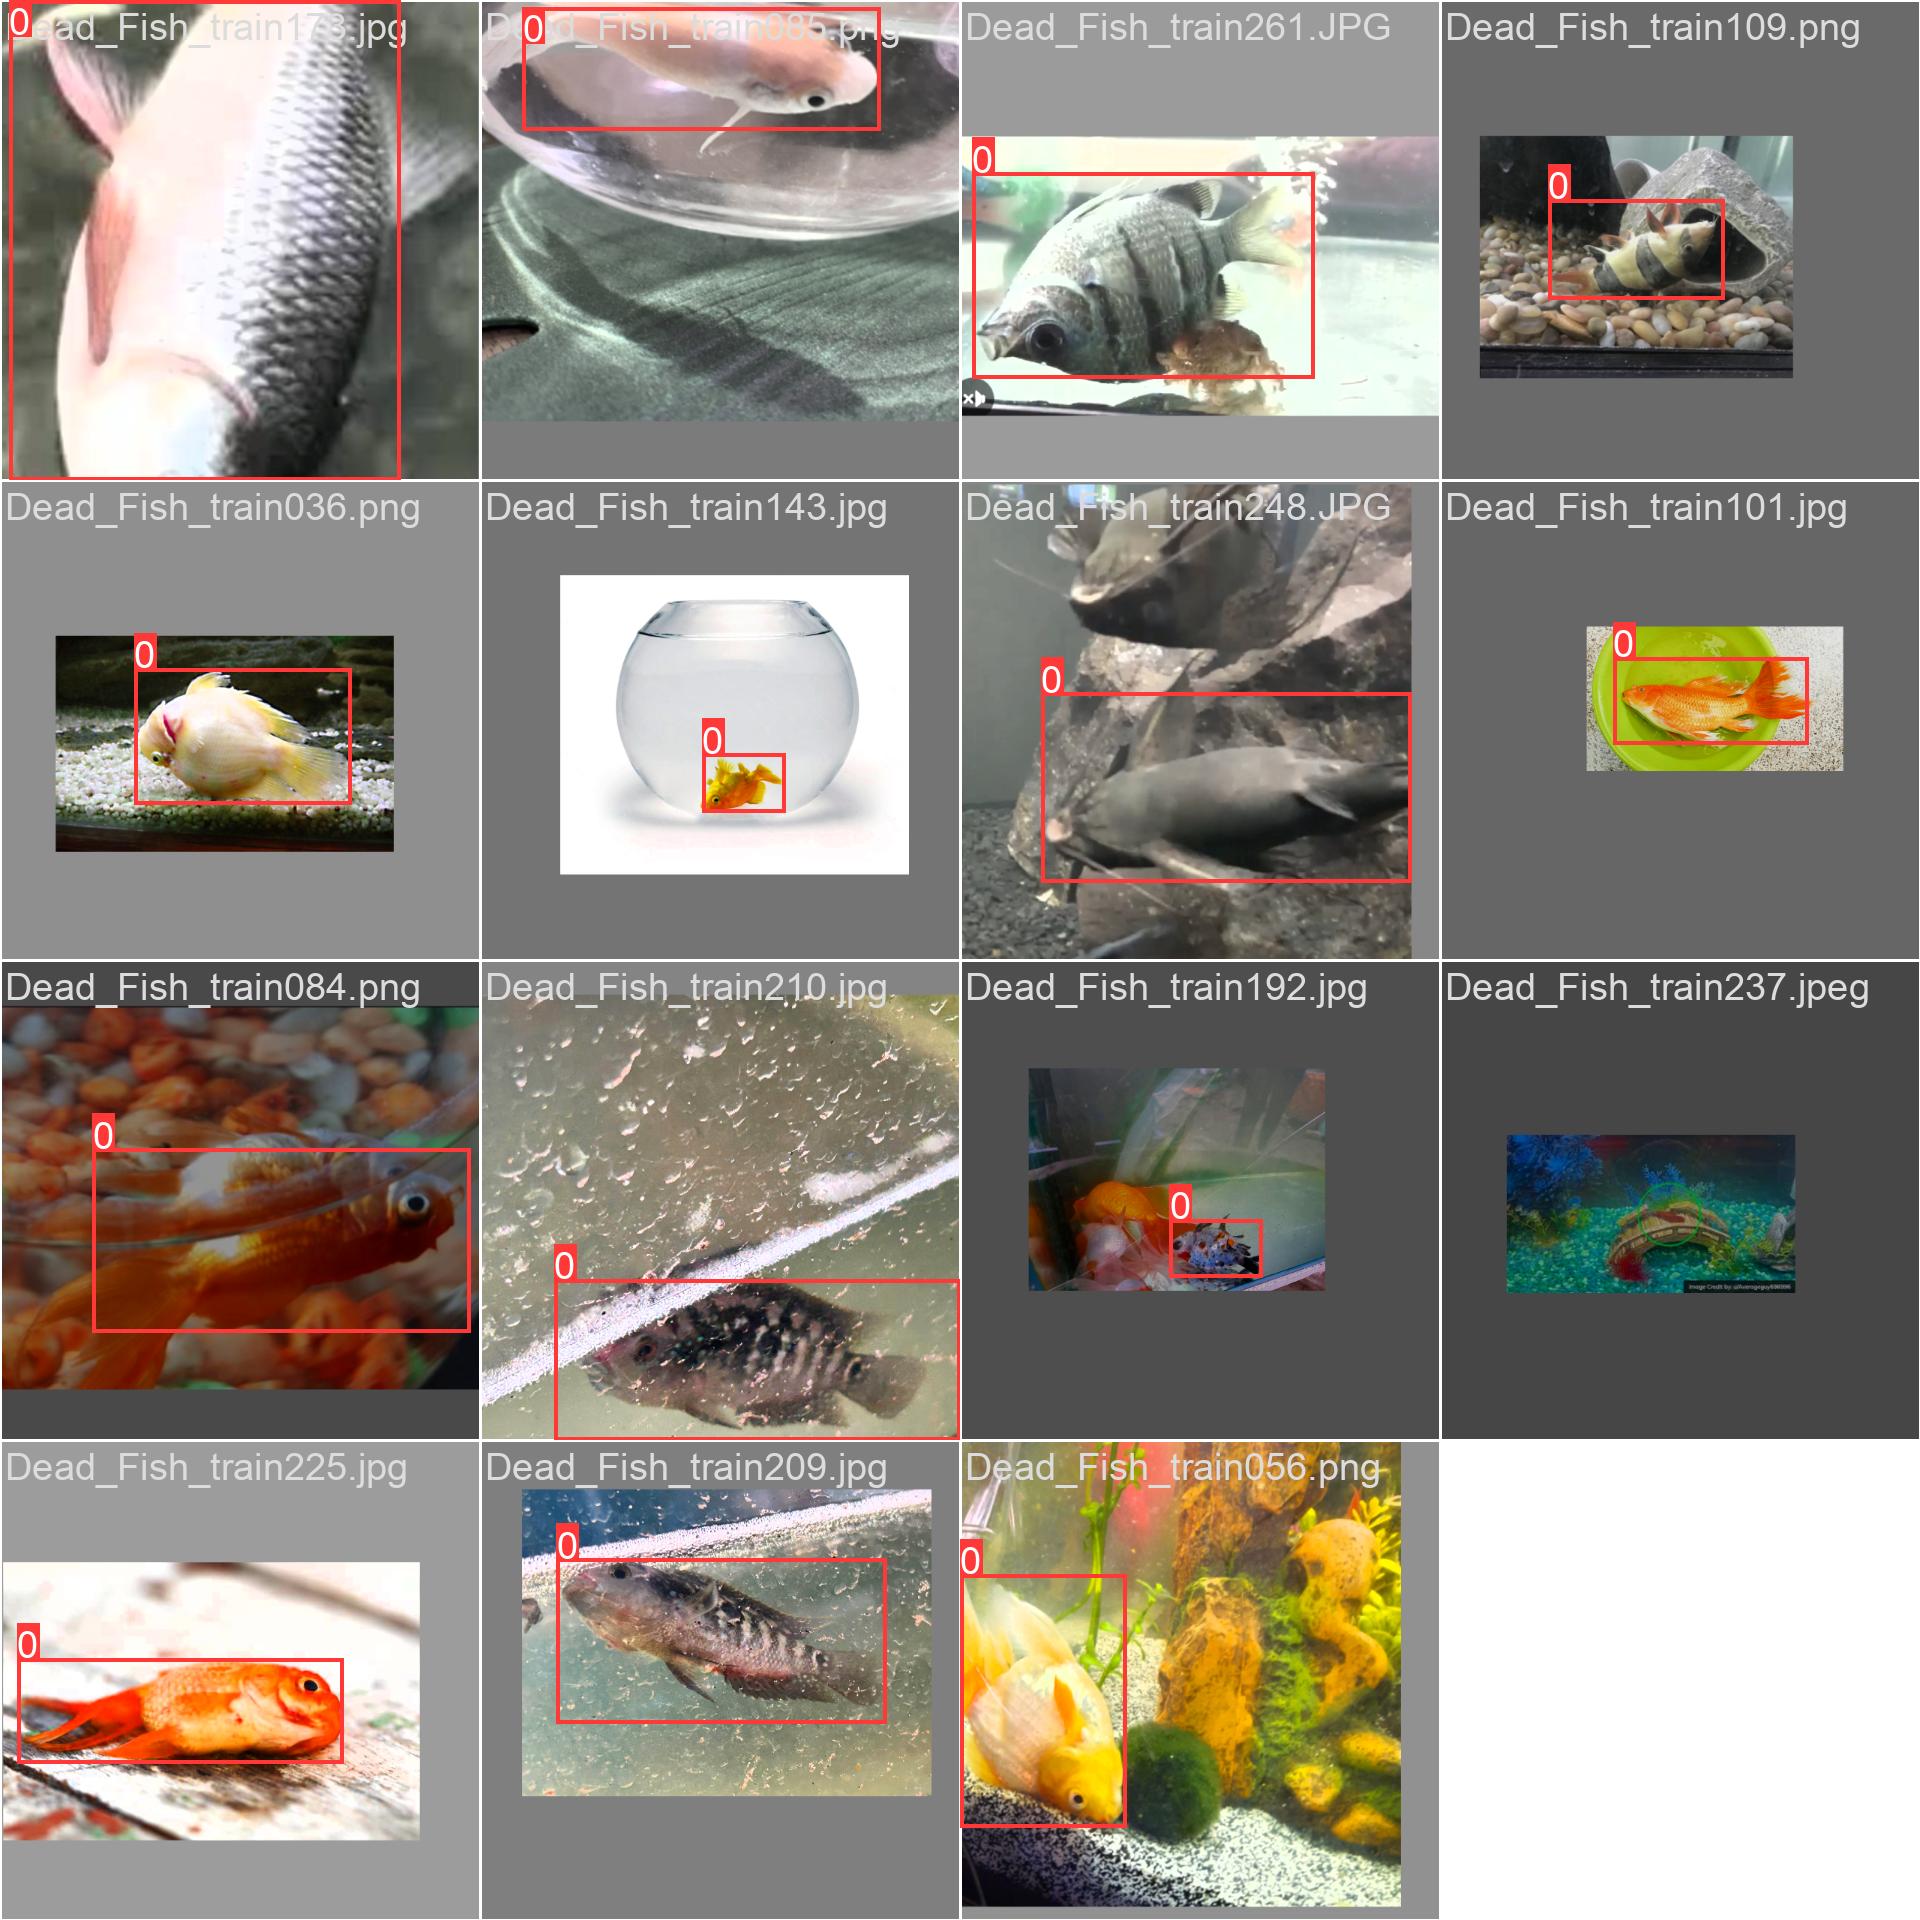 Dead_Fish_train173.jpg
0
Dead_Fish_train085.png
0
Dead_Fish_train261.JPG
0
Dead_Fish_train109.png
0
Dead_Fish_train036.png
0
Dead_Fish_train143.jpg
0
Dead_Fish_train248.JPG
0
Dead_Fish_train101.jpg
0
Dead_Fish_train084.png
0
Dead_Fish_train210.jpg
0
Dead_Fish_train192.jpg
0
Dead_Fish_train237.jpeg
Dead_Fish_train225.jpg
0
Dead_Fish_train209.jpg
0
Dead_Fish_train056.png
0